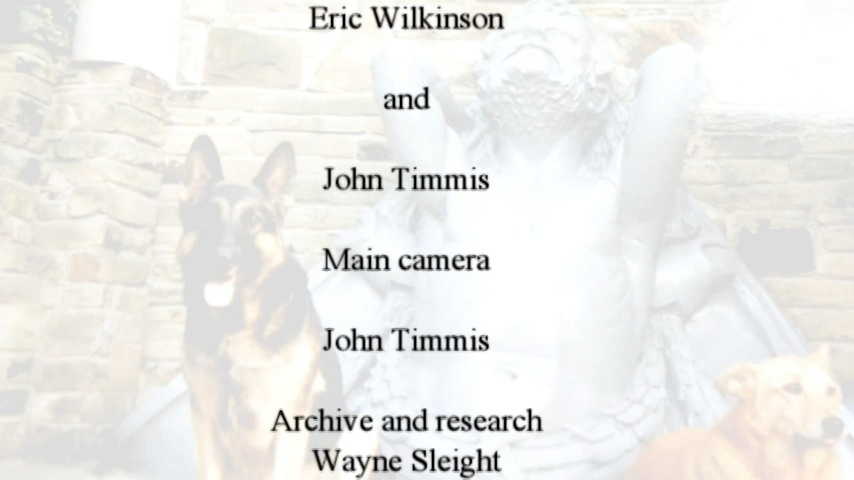 Eric Wilkinson
and
John Timmis
Main camera
John Timmis
Archive and research
Wayne Sleight